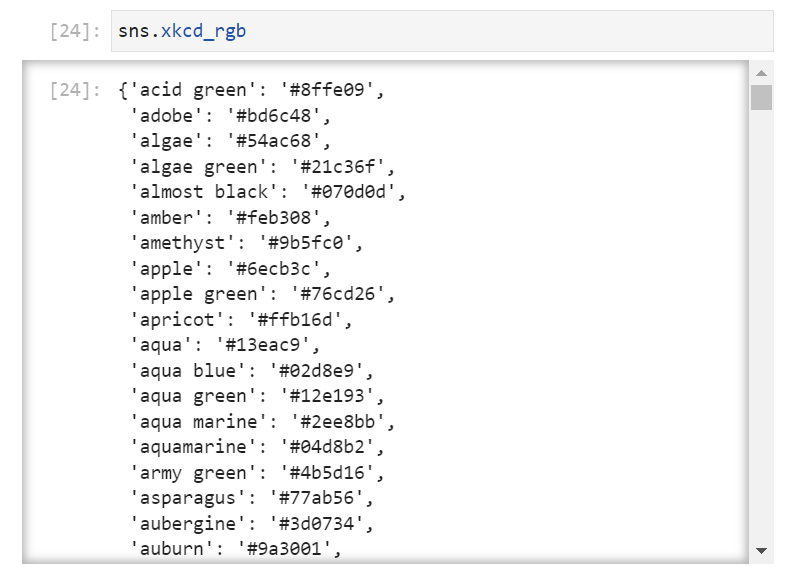 [24]: sns.xkcd_rgb
[24]: {'acid green': '#8ffe09',
'adobe': '#bd6c48',
'algae': '#54ac68',
'algae green': '#21c36f',
'almost black': '#070d0d',
'amber': '#feb308',
'amethyst': '#9b5fc0',
'apple': '#6ecb3c',
'apple green': '#76cd26',
'apricot': '#ffb16d',
'aqua': '#13eac9',
'aqua blue': '#02d8e9',
'aqua green': '#12e193',
'aqua marine': '#2ee8bb',
'aquamarine': '#04d8b2',
'army green': '#4b5d16',
'asparagus': '#77ab56',
'aubergine': '#3d0734',
'auburn': '#9a3001',